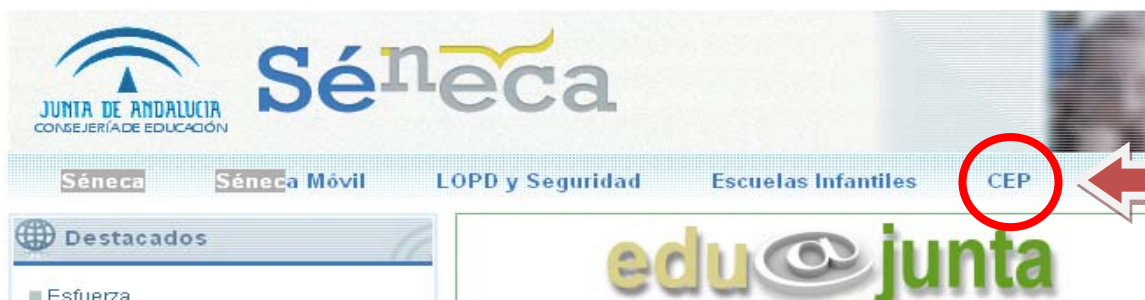 Séneca
JUNTA DE ANDALUCIA
CONSEJERÍA DE EDUCACIÓN
Séneca Séneca Móvil LOPD y Seguridad Escuelas Infantiles CEP
Destacados
edu@junta
Esfuerza